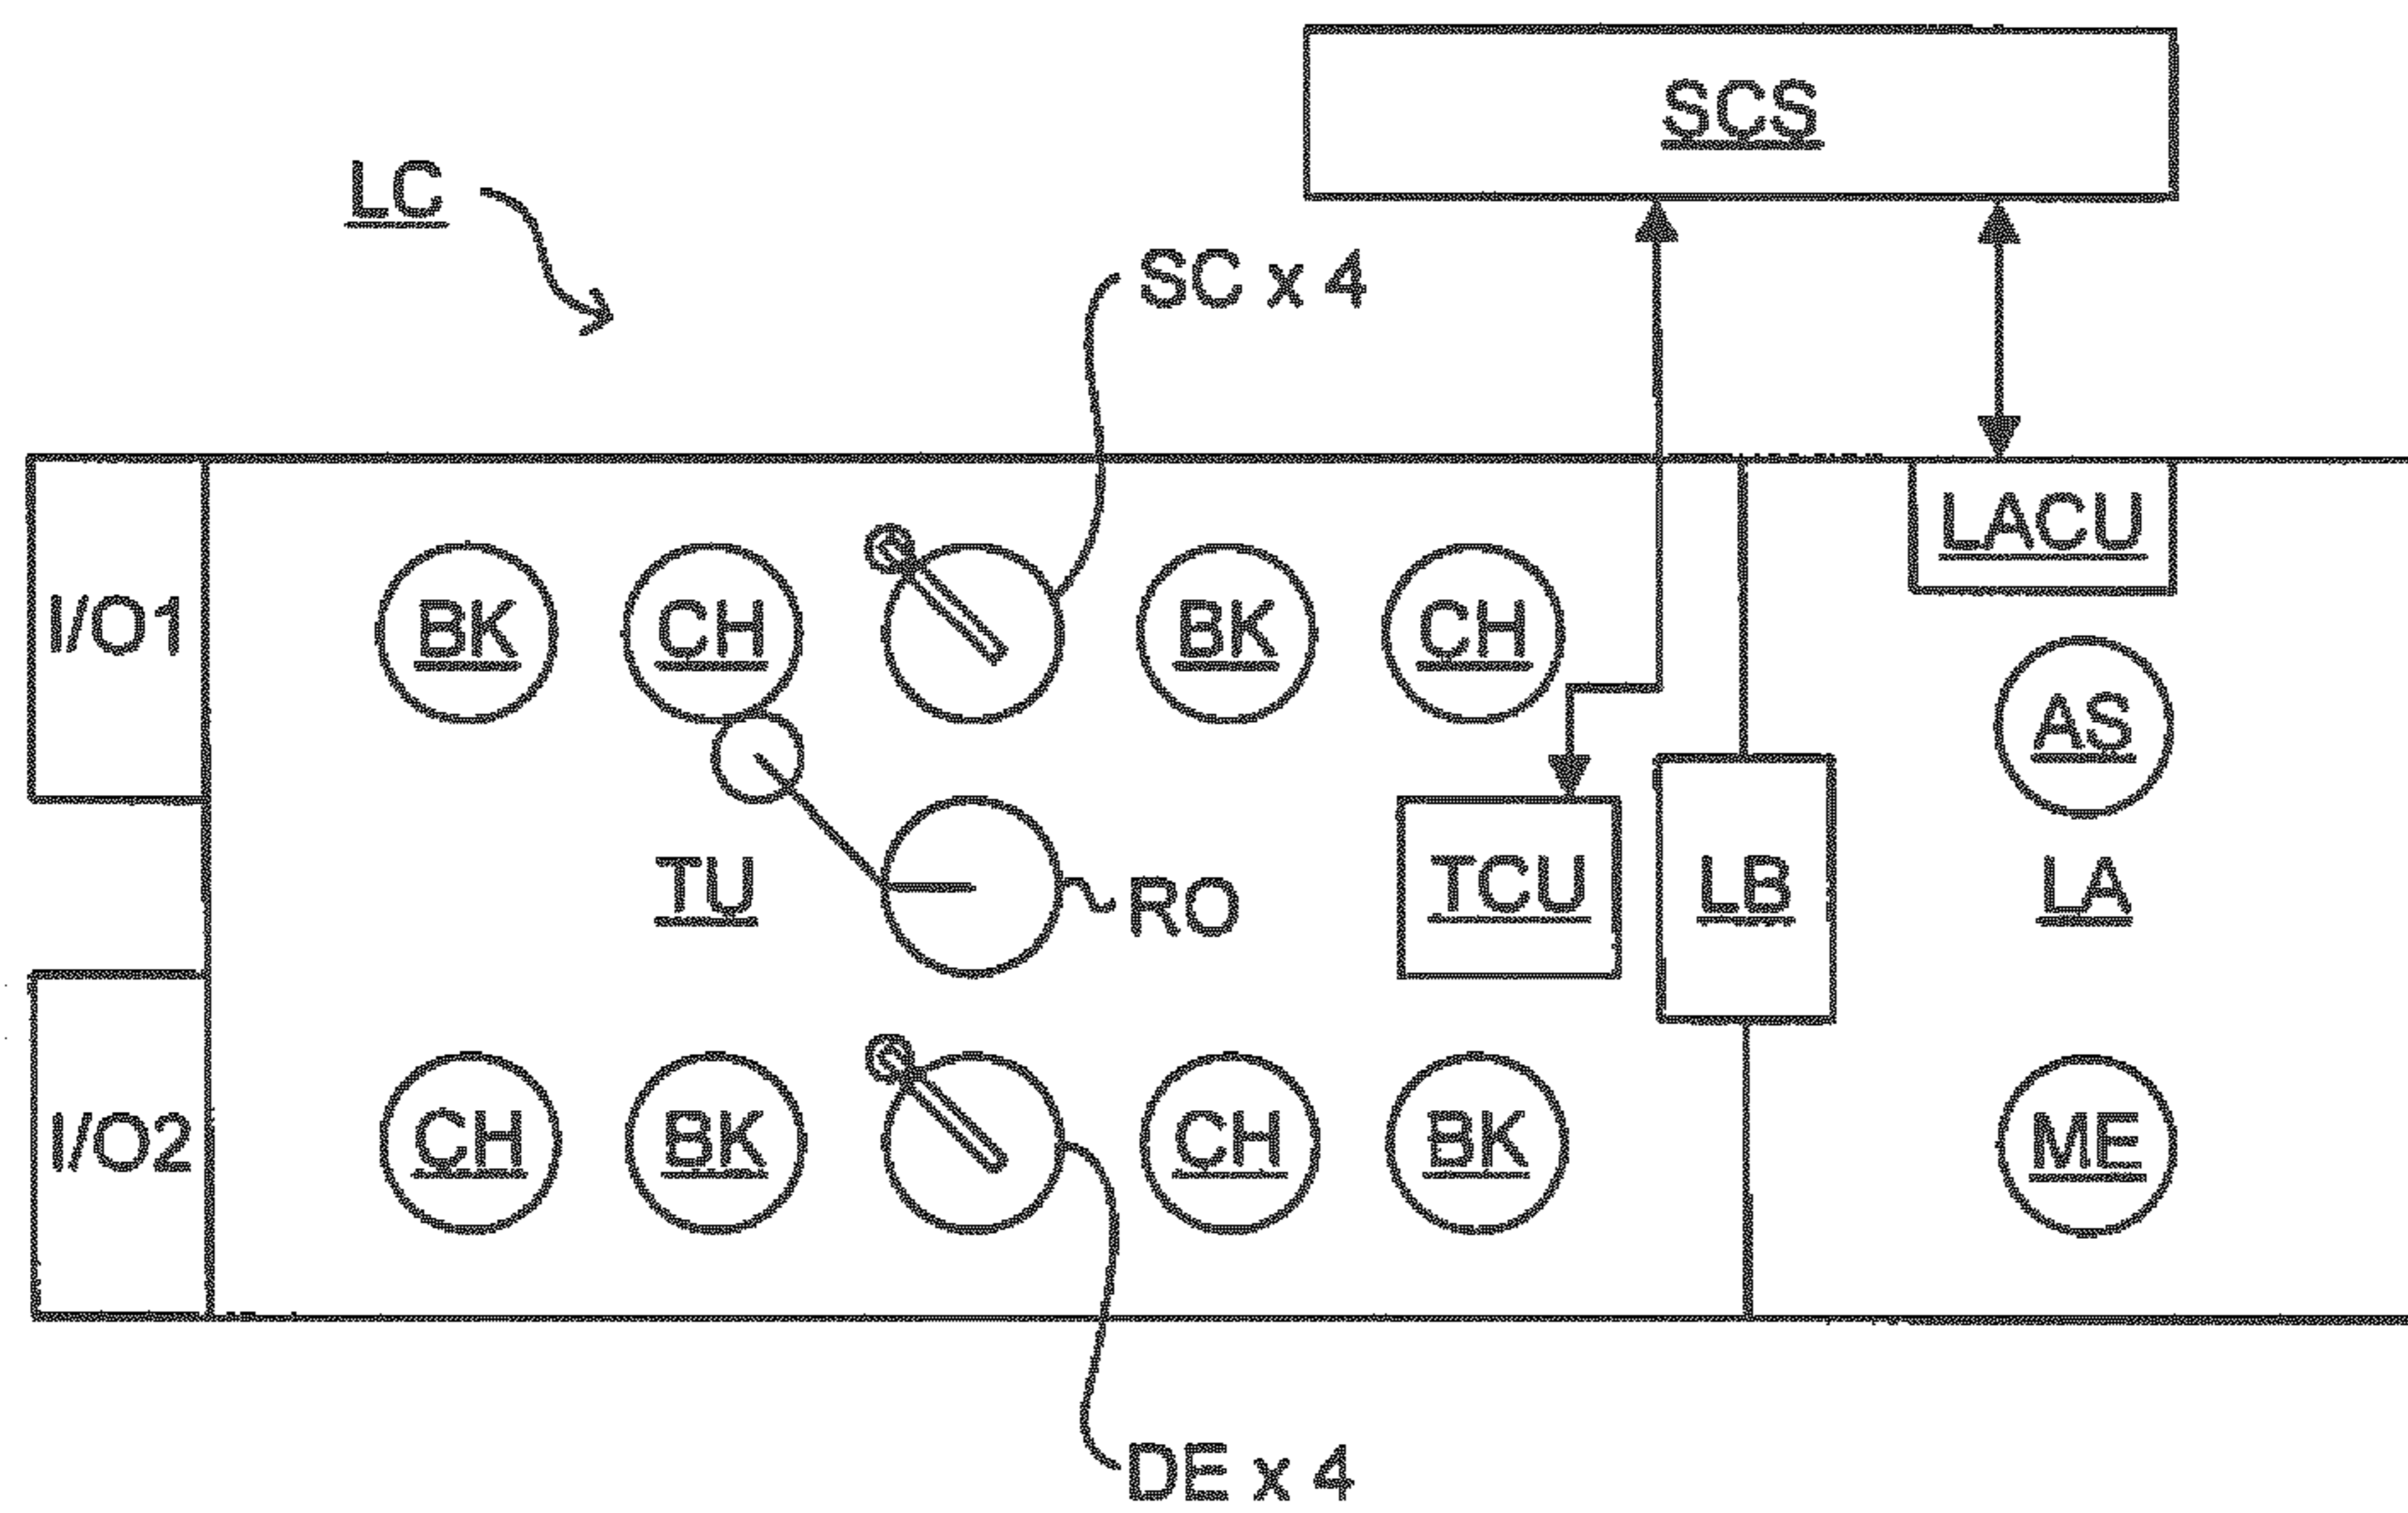 SCS
LC
SC x 4
I/O1
BK
CH
BK
CH
LACU
AS
TU
RO
TCU
LB
LA
I/O2
CH
BK
CH
BK
ME
DE x 4